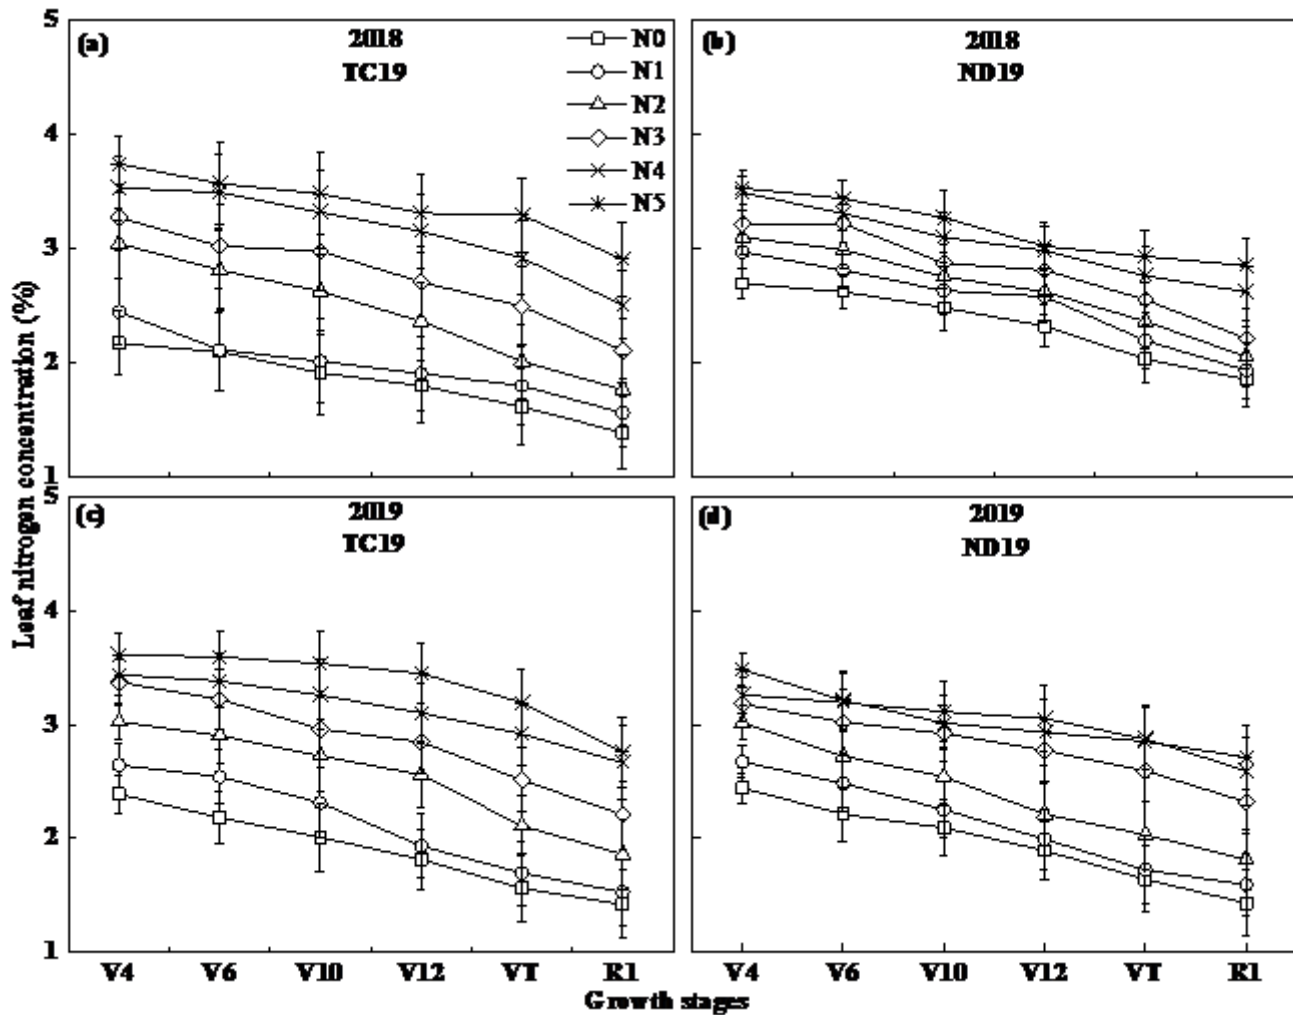 Leaf nitrogen concentration (%)
5
4
3
2
1
(a)
2018
TC19
N0
N1
N2
N3
N4
N5
(b)
2018
ND19
5
4
3
2
1
(c)
2019
TC19
(d)
2019
ND19
V4 V6 V10 V12 VT R1
V4 V6 V10 V12 VT R1
Growth stages